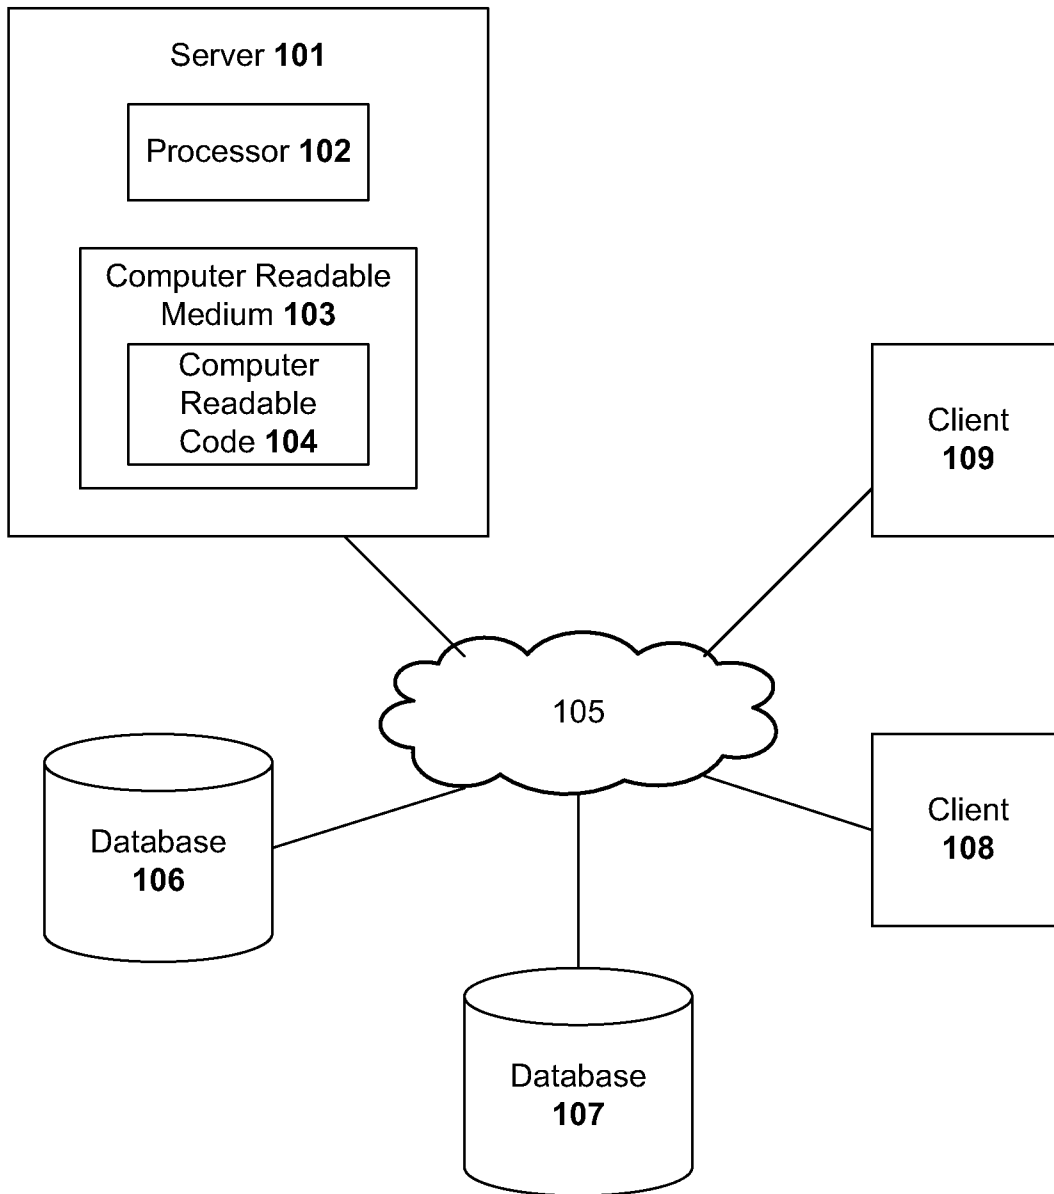 Server 101
Processor 102
Computer Readable
Medium 103
Computer
Readable
Code 104
Client
109
105
Database
106
Client
108
Database
107